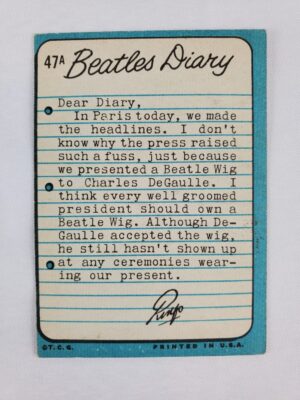 47A Beatles Diary
Dear Diary,
In Paris today, we made
the headlines. I don't
know why the press raised
such a fuss, just because
we presented a Beatle Wig
to Charles DeGaulle. I
think every well groomed
president should own a
Beatle Wig. Although De-
Gaulle accepted the wig,
he still hasn't shown up
at any ceremonies wear-
ing our present.
Ringo
©T.C.G. PRINTED IN U.S.A.